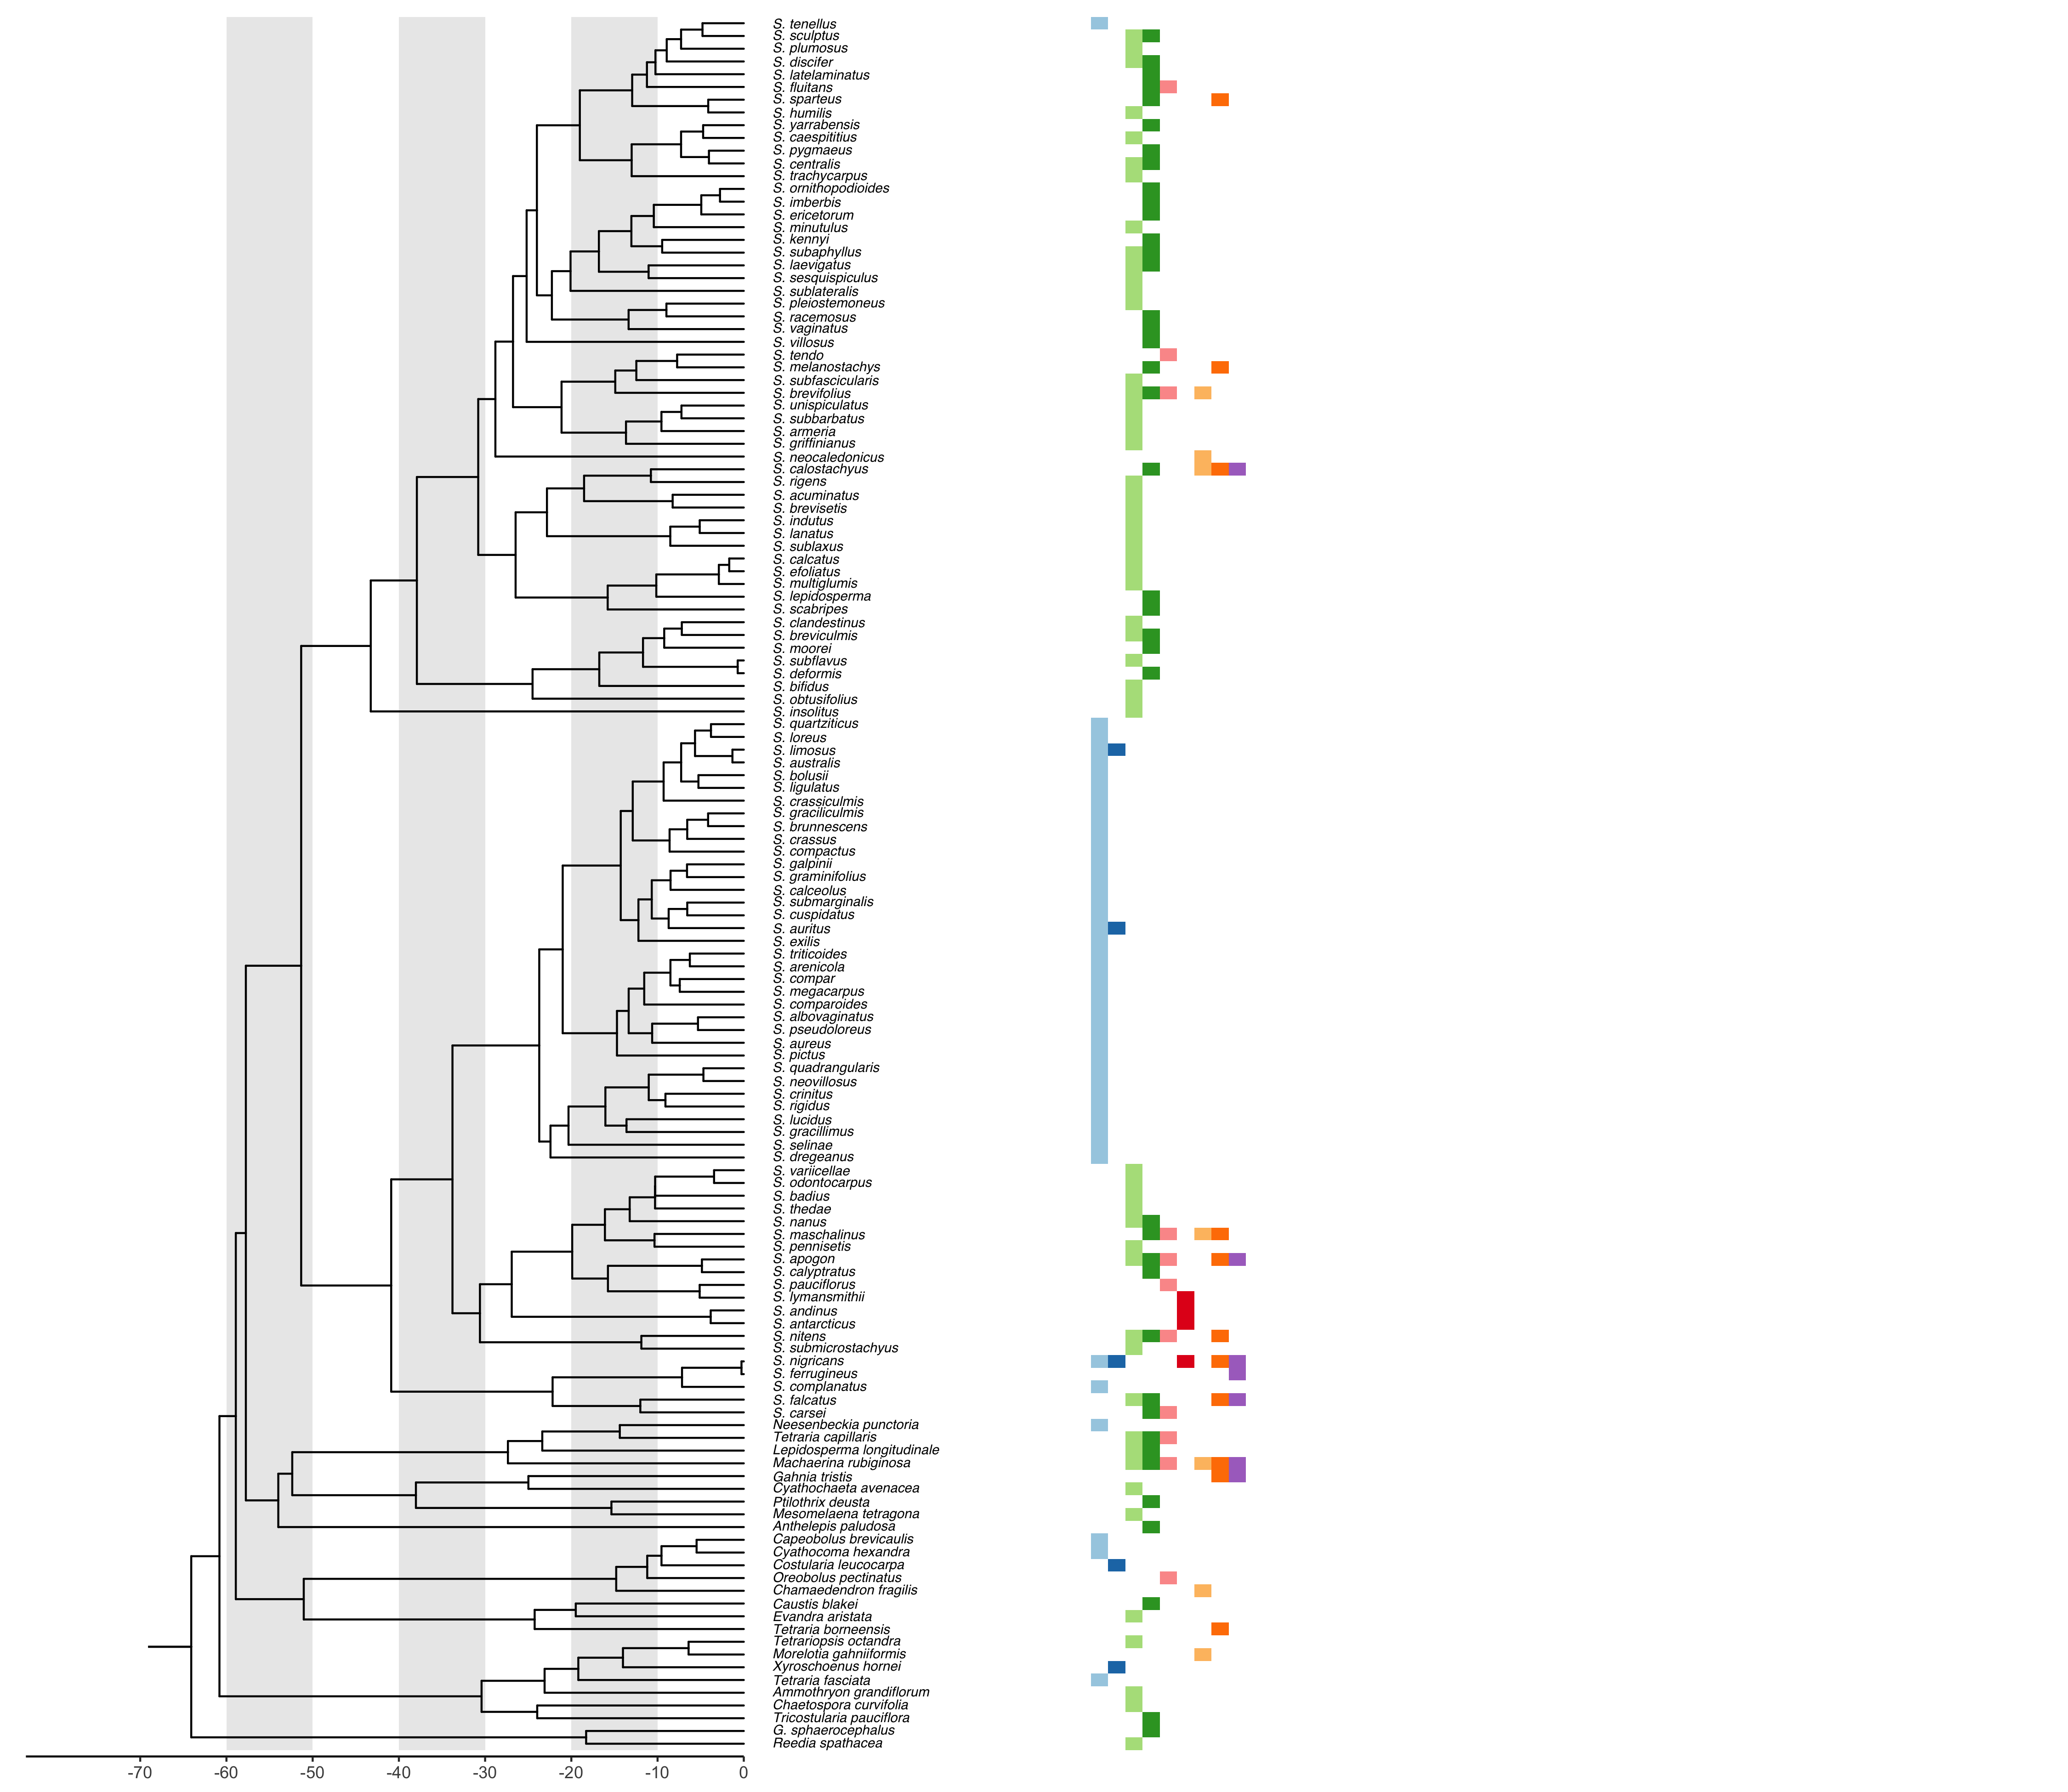 S. tenellus
S. sculptus
S. plumosus
S. discifer
S. latelaminatus
S. fluitans
S. sparteus
S. humilis
S. yarrabensis
S. caespititius
S. pygmaeus
S. centralis
S. trachycarpus
S. ornithopodioides
S. imberbis
S. ericetorum
S. minutulus
S. kennyi
S. subaphyllus
S. laevigatus
S. sesquispiculus
S. sublateralis
S. pleiostemoneus
S. racemosus
S. vaginatus
S. villosus
S. tendo
S. melanostachys
S. subfascicularis
S. brevifolius
S. unispiculatus
S. subbarbatus
S. armeria
S. griffinianus
S. neocaledonicus
S. calostachyus
S. rigens
S. acuminatus
S. brevisetis
S. indutus
S. lanatus
S. sublaxus
S. calcatus
S. efoliatus
S. multiglumis
S. lepidosperma
S. scabripes
S. clandestinus
S. breviculmis
S. moorei
S. subflavus
S. deformis
S. bifidus
S. obtusifolius
S. insolitus
S. quartziticus
S. loreus
S. limosus
S. australis
S. bolusii
S. ligulatus
S. crassiculmis
S. graciliculmis
S. brunnescens
S. crassus
S. compactus
S. galpinii
S. graminifolius
S. calceolus
S. submarginalis
S. cuspidatus
S. auritus
S. exilis
S. triticoides
S. arenicola
S. compar
S. megacarpus
S. comparoides
S. albovaginatus
S. pseudoloreus
S. aureus
S. pictus
S. quadrangularis
S. neovillosus
S. crinitus
S. rigidus
S. lucidus
S. gracillimus
S. selinae
S. dregeanus
S. variicellae
S. odontocarpus
S. badius
S. thedae
S. nanus
S. maschalinus
S. pennisetis
S. apogon
S. calyptratus
S. pauciflorus
S. lymansmithii
S. andinus
S. antarcticus
S. nitens
S. submicrostachyus
S. nigricans
S. ferrugineus
S. complanatus
S. falcatus
S. carsei
Neesenbeckia punctoria
Tetraria capillaris
Lepidosperma longitudinale
Machaerina rubiginosa
Gahnia tristis
Cyathochaeta avenacea
Ptilothrix deusta
Mesomelaena tetragona
Anthelepis paludosa
Capeobolus brevicaulis
Cyathocoma hexandra
Costularia leucocarpa
Oreobolus pectinatus
Chamaedendron fragilis
Caustis blakei
Evandra aristata
Tetraria borneensis
Tetrariopsis octandra
Morelotia gahniiformis
Xyroschoenus hornei
Tetraria fasciata
Ammothryon grandiflorum
Chaetospora curvifolia
Tricostularia pauciflora
G. sphaerocephalus
Reedia spathacea
-70 -60 -50 -40 -30 -20 -10 0